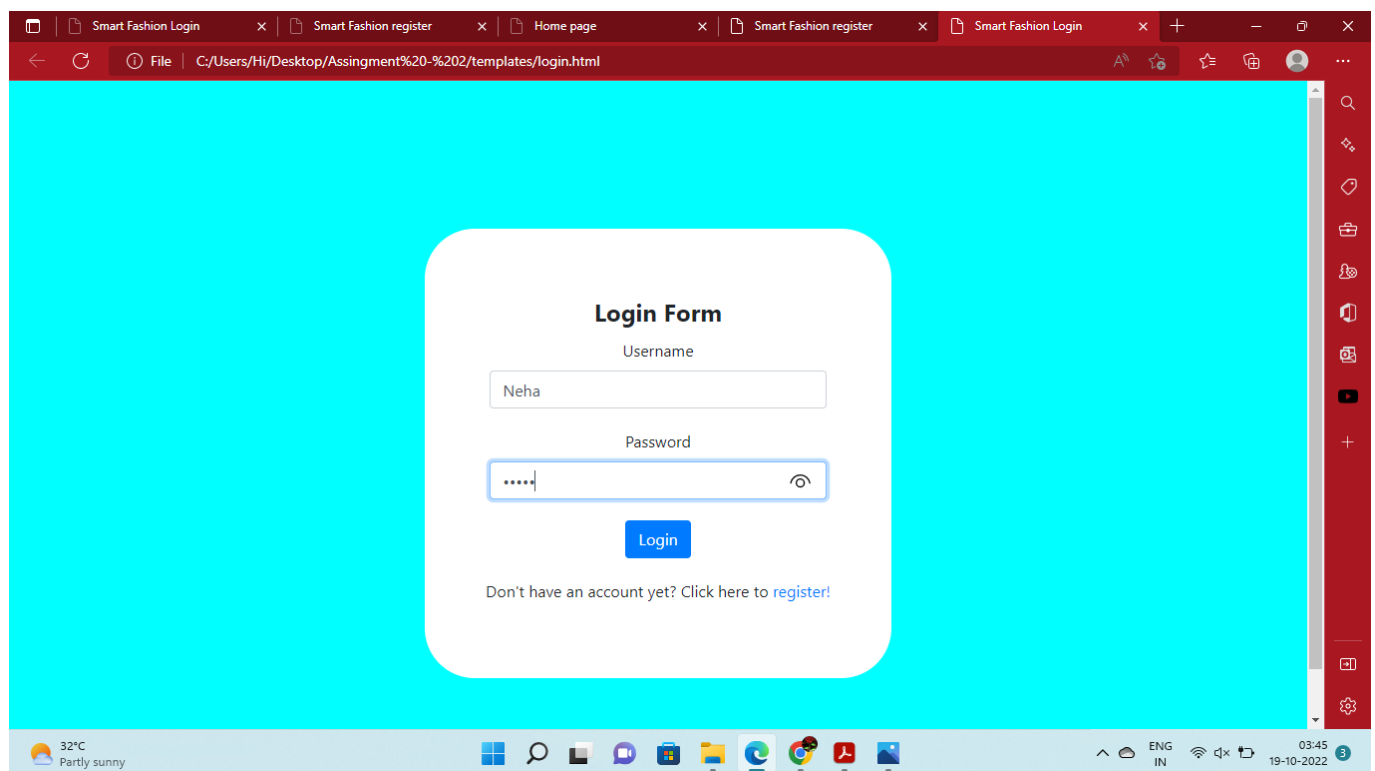 Smart Fashion Login
Smart Fashion register
Home page
Smart Fashion register
Smart Fashion Login
File
C:/Users/Hi/Desktop/Assingment%20-%202/templates/login.html
Login Form
Username
Neha
Password
•••••
Login
Don't have an account yet? Click here to register!
32°C
Partly sunny
ENG
IN
03:45
19-10-2022
3